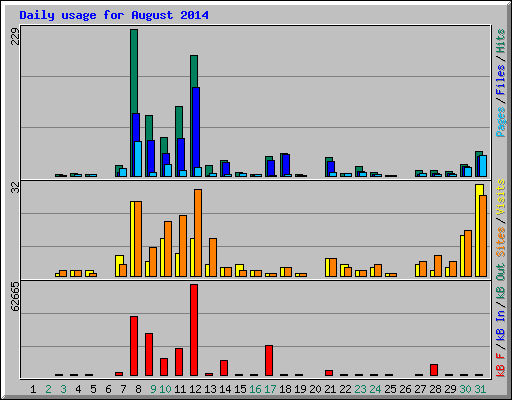 Daily usage for August 2014
229
32
62665
Pages / Files / Hits
Sites / Visits
kB F / kB In / kB Out
1 2 3 4 5 6 7 8 9 10 11 12 13 14 15 16 17 18 19 20 21 22 23 24 25 26 27 28 29 30 31